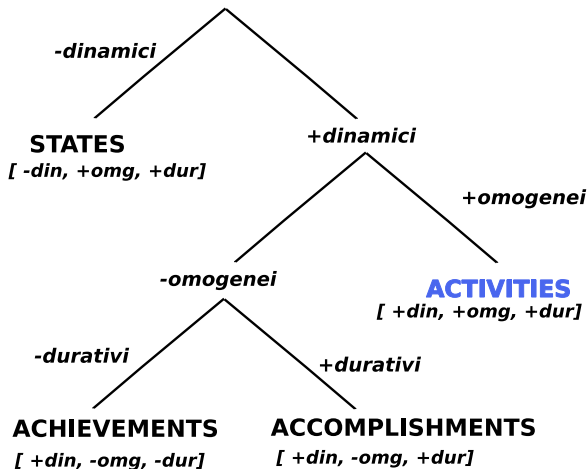 -dinamici
STATES
[ -din, +omg, +dur]
+dinamici
+omogenei
-omogenei
ACTIVITIES
[ +din, +omg, +dur]
-durativi
+durativi
ACHIEVEMENTS
[ +din, -omg, -dur]
ACCOMPLISHMENTS
[ +din, -omg, +dur]